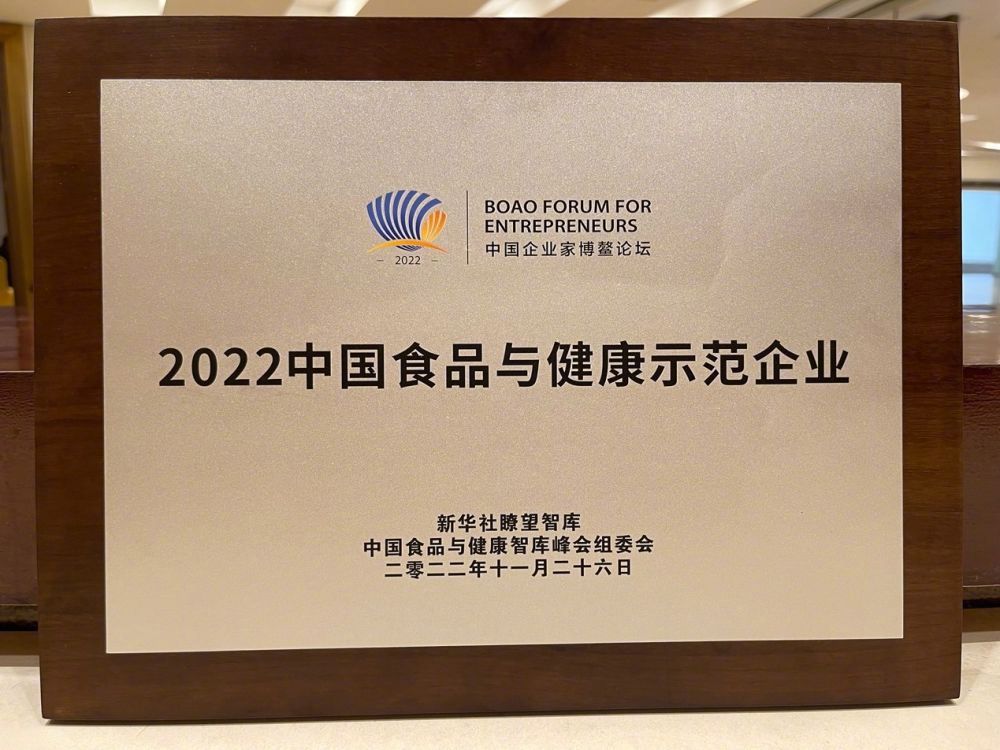 BOAO FORUM FOR
ENTREPRENEURS
中国企业家博鳌论坛
2022
2022中国食品与健康示范企业
新华社瞭望智库
中国食品与健康智库峰会组委会
二零二二年十一月二十六日